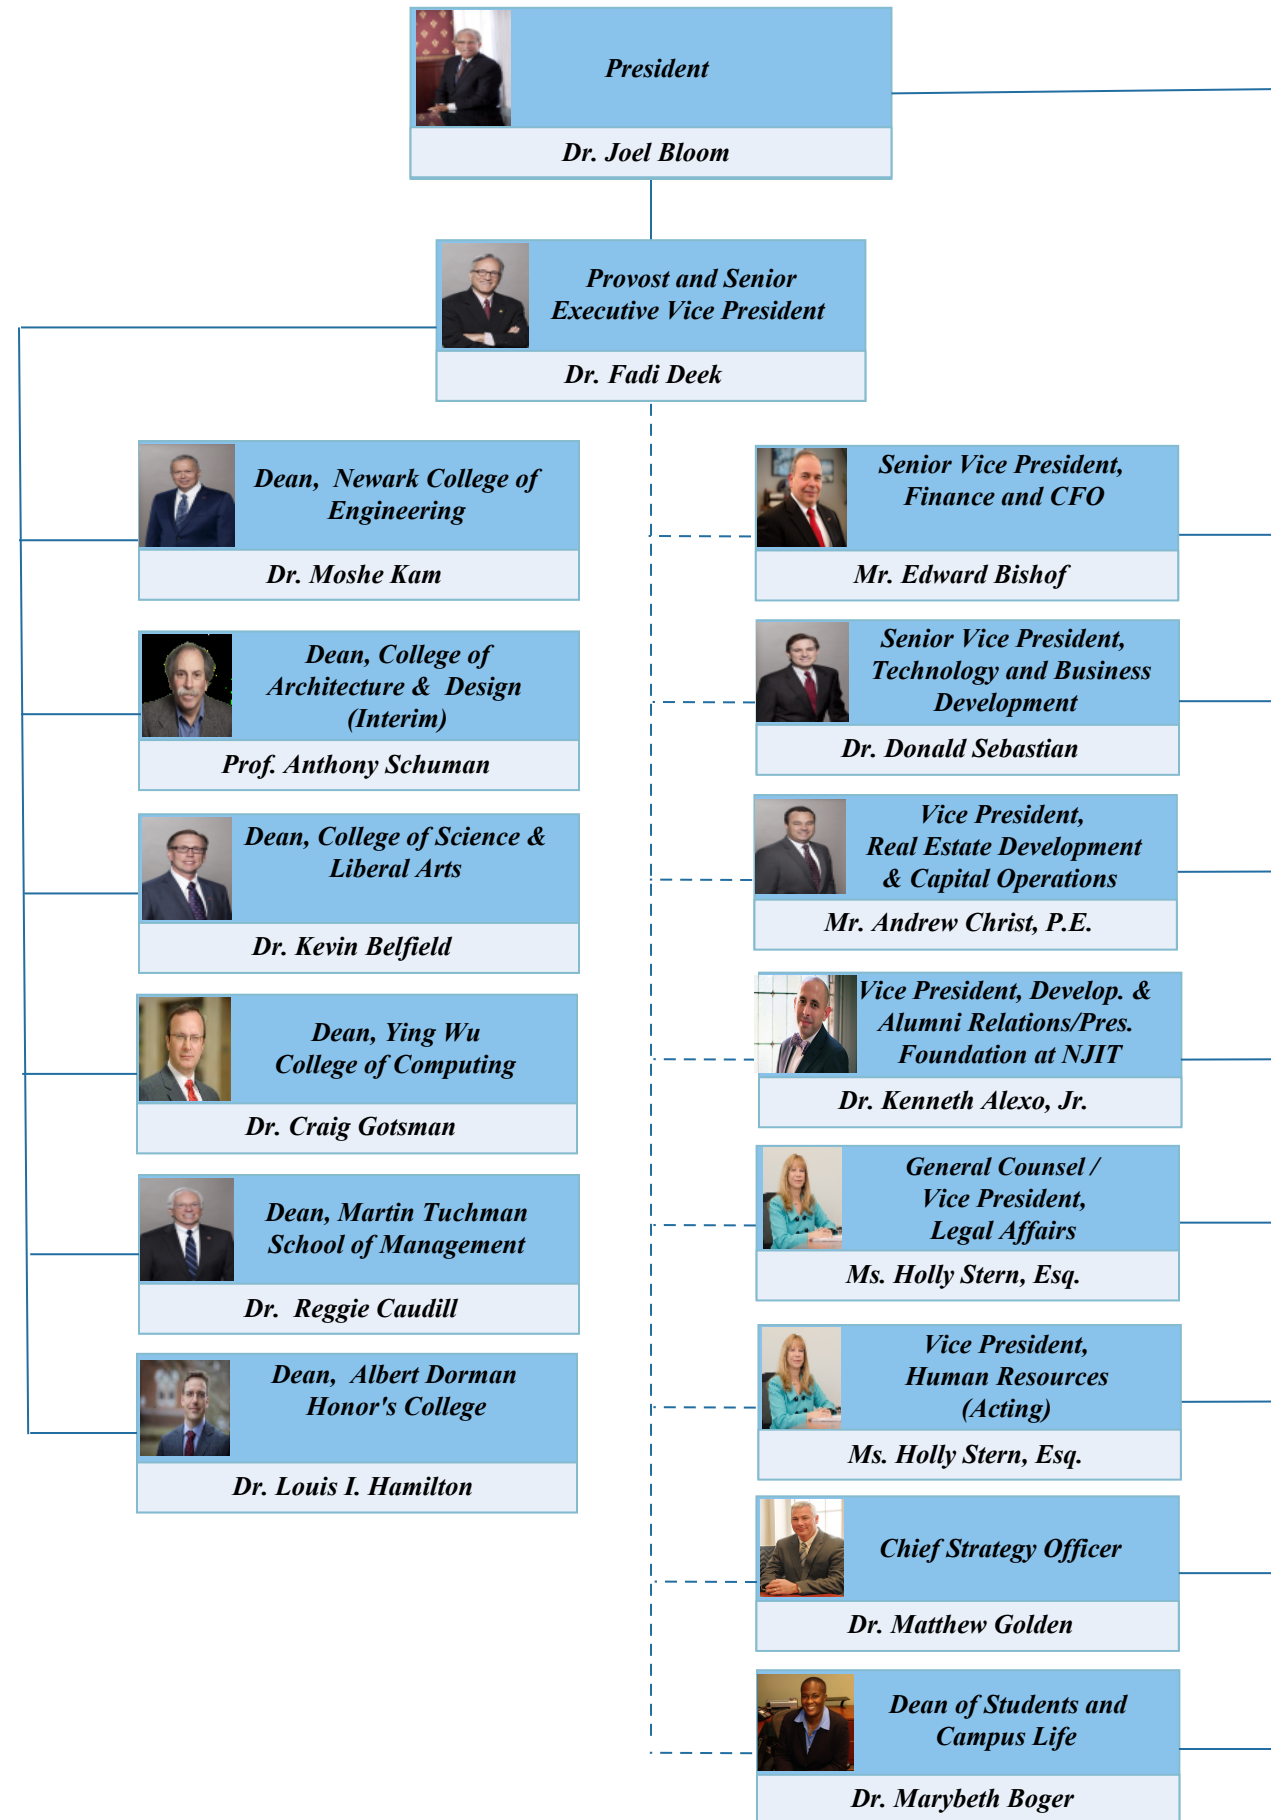 President
Dr. Joel Bloom
Provost and Senior
Executive Vice President
Dr. Fadi Deek
Dean,  Newark College of
Engineering
Dr. Moshe Kam
Dean, College of
Architecture &  Design
(Interim)
Prof. Anthony Schuman
Dean, College of Science &
Liberal Arts
Dr. Kevin Belfield
Dean, Ying Wu
College of Computing
Dr. Craig Gotsman
Dean, Martin Tuchman
School of Management
Dr.  Reggie Caudill
Dean,  Albert Dorman
Honor's College
Dr. Louis I. Hamilton
Senior Vice President,
Finance and CFO
Mr. Edward Bishof
Senior Vice President,
Technology and Business
Development
Dr. Donald Sebastian
Vice President,
Real Estate Development
& Capital Operations
Mr. Andrew Christ, P.E.
Vice President, Develop. &
Alumni Relations/Pres.
Foundation at NJIT
Dr. Kenneth Alexo, Jr.
General Counsel /
Vice President,
Legal Affairs
Ms. Holly Stern, Esq.
Vice President,
Human Resources
(Acting)
Ms. Holly Stern, Esq.
Chief Strategy Officer
Dr. Matthew Golden
Dean of Students and
Campus Life
Dr. Marybeth Boger